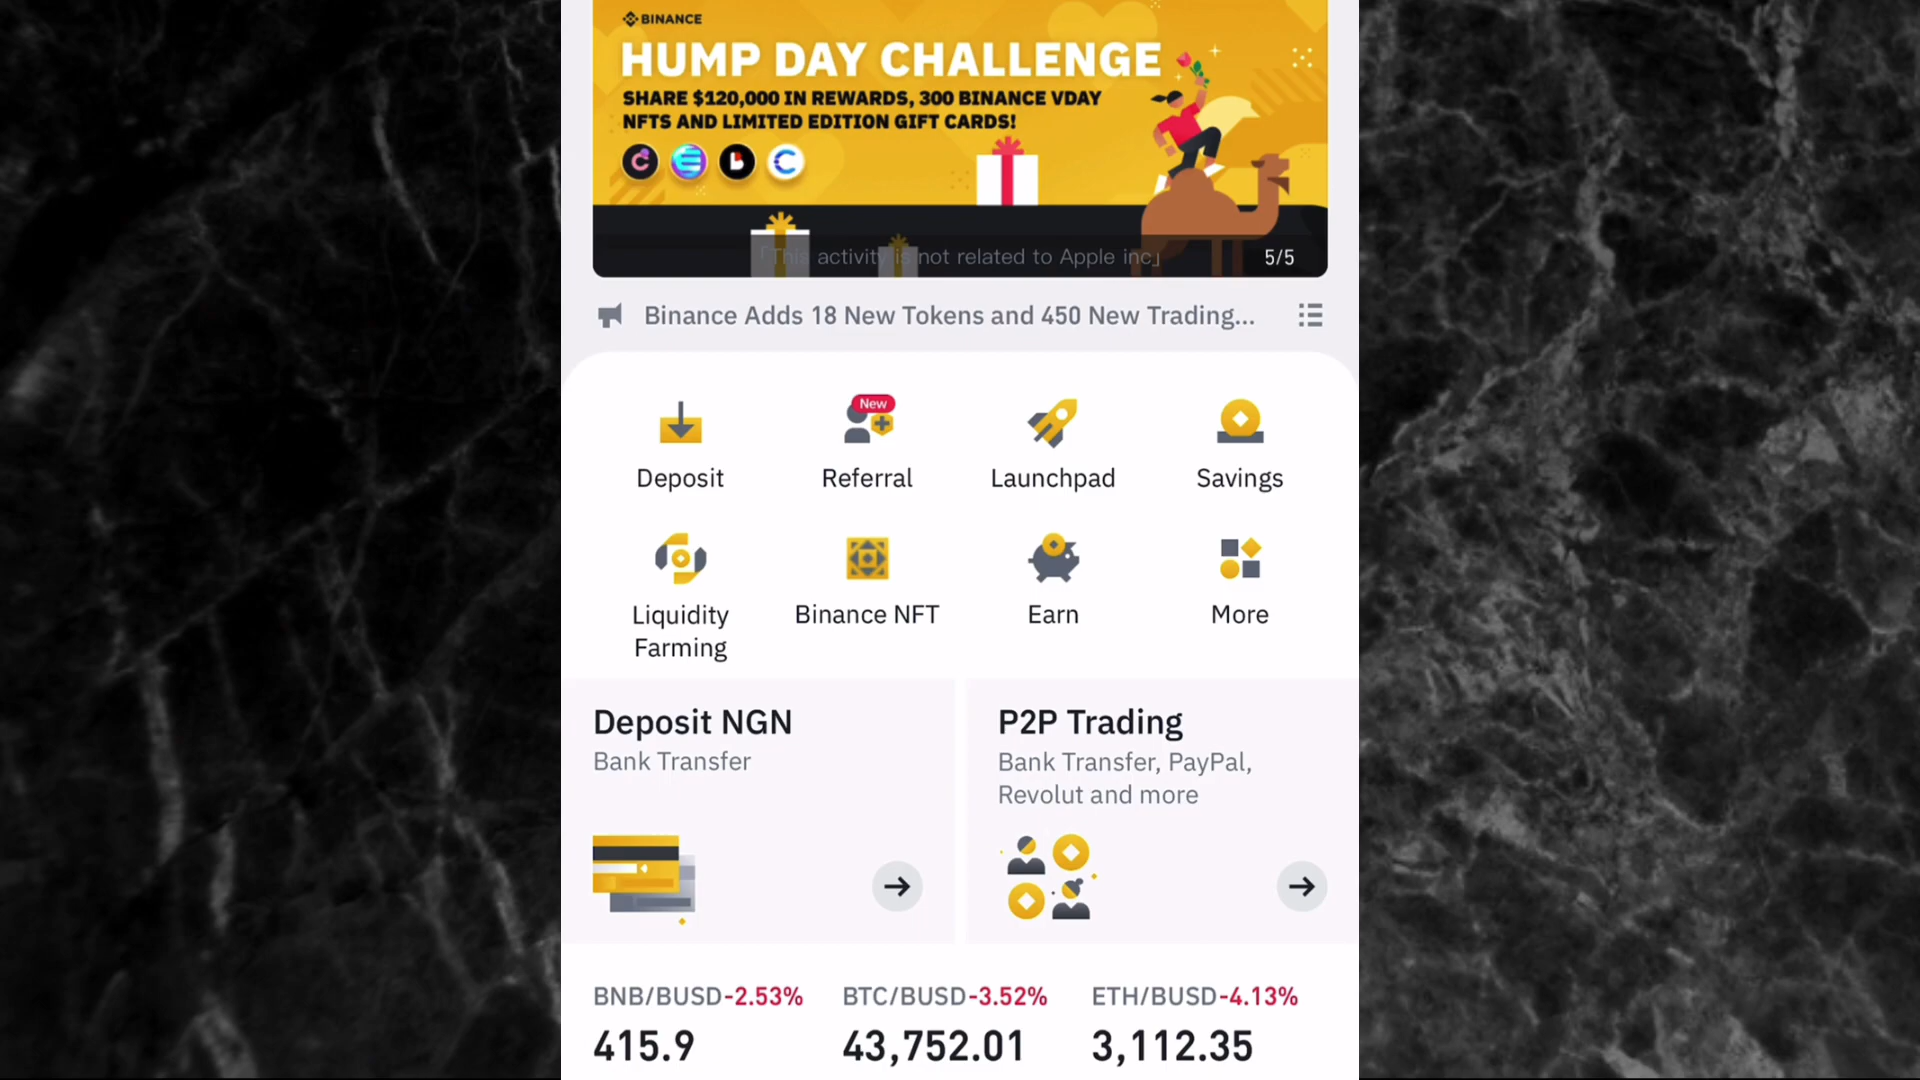 BINANCE
HUMP DAY CHALLENGE
SHARE $120,000 IN REWARDS, 300 BINANCE VDAY
NFTS AND LIMITED EDITION GIFT CARDS!
「This activity is not related to Apple inc」
5/5
Binance Adds 18 New Tokens and 450 New Trading...
New
Deposit
Referral
Launchpad
Savings
Liquidity
Farming
Binance NFT
Earn
More
Deposit NGN
Bank Transfer
P2P Trading
Bank Transfer, PayPal,
Revolut and more
BNB/BUSD-2.53%
415.9
BTC/BUSD-3.52%
43,752.01
ETH/BUSD-4.13%
3,112.35